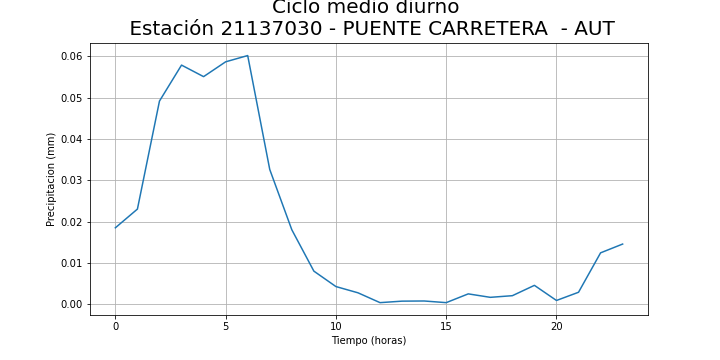 Ciclo medio diurno
Estación 21137030 - PUENTE CARRETERA  - AUT
Precipitacion (mm)
0.06
0.05
0.04
0.03
0.02
0.01
0.00
0 5 10 15 20
Tiempo (horas)